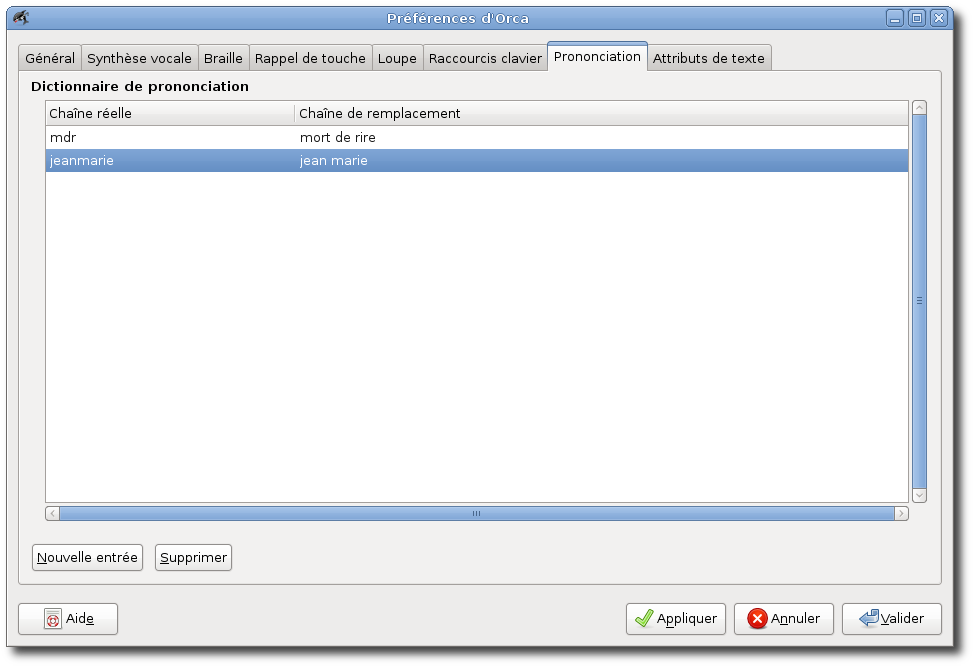 Préférences d'Orca
Général Synthèse vocale Braille Rappel de touche Loupe Raccourcis clavier Prononciation Attributs de texte
Dictionnaire de prononciation
Chaîne réelle Chaîne de remplacement
mdr mort de rire
jeanmarie jean marie
Nouvelle entrée Supprimer
Aide Appliquer Annuler Valider